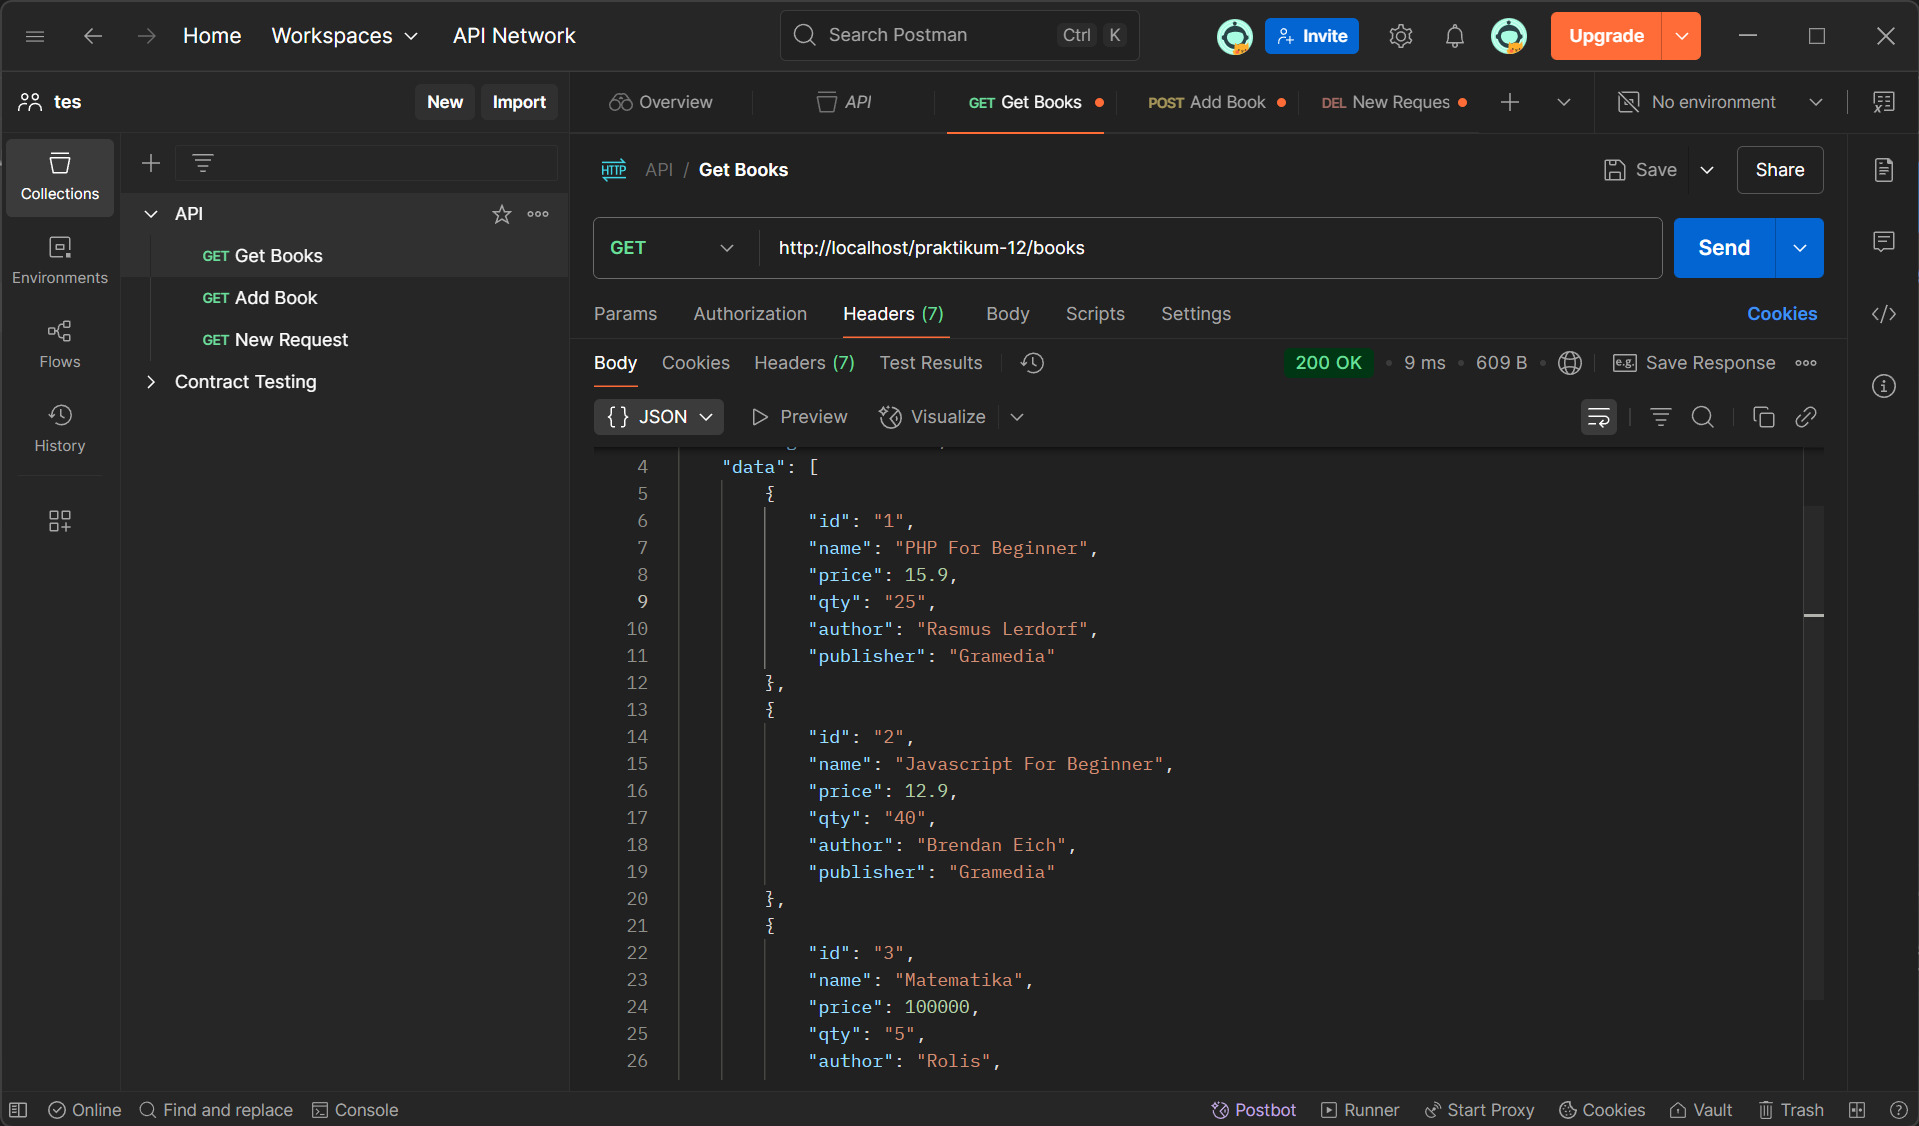 Home Workspaces API Network Search Postman Ctrl K Invite Upgrade
tes New Import Overview API GET Get Books POST Add Book DEL New Reques No environment
Collections
Environments
Flows
History
API
GET Get Books
GET Add Book
GET New Request
Contract Testing
HTTP API / Get Books Save Share
GET http://localhost/praktikum-12/books Send
Params Authorization Headers (7) Body Scripts Settings Cookies
Body Cookies Headers (7) Test Results 200 OK 9 ms 609 B e.g. Save Response
{} JSON Preview Visualize
4 "data": [
5 {
6 "id": "1",
7 "name": "PHP For Beginner",
8 "price": 15.9,
9 "qty": "25",
10 "author": "Rasmus Lerdorf",
11 "publisher": "Gramedia"
12 },
13 {
14 "id": "2",
15 "name": "Javascript For Beginner",
16 "price": 12.9,
17 "qty": "40",
18 "author": "Brendan Eich",
19 "publisher": "Gramedia"
20 },
21 {
22 "id": "3",
23 "name": "Matematika",
24 "price": 100000,
25 "qty": "5",
26 "author": "Rolis",
Online Find and replace Console Postbot Runner Start Proxy Cookies Vault Trash